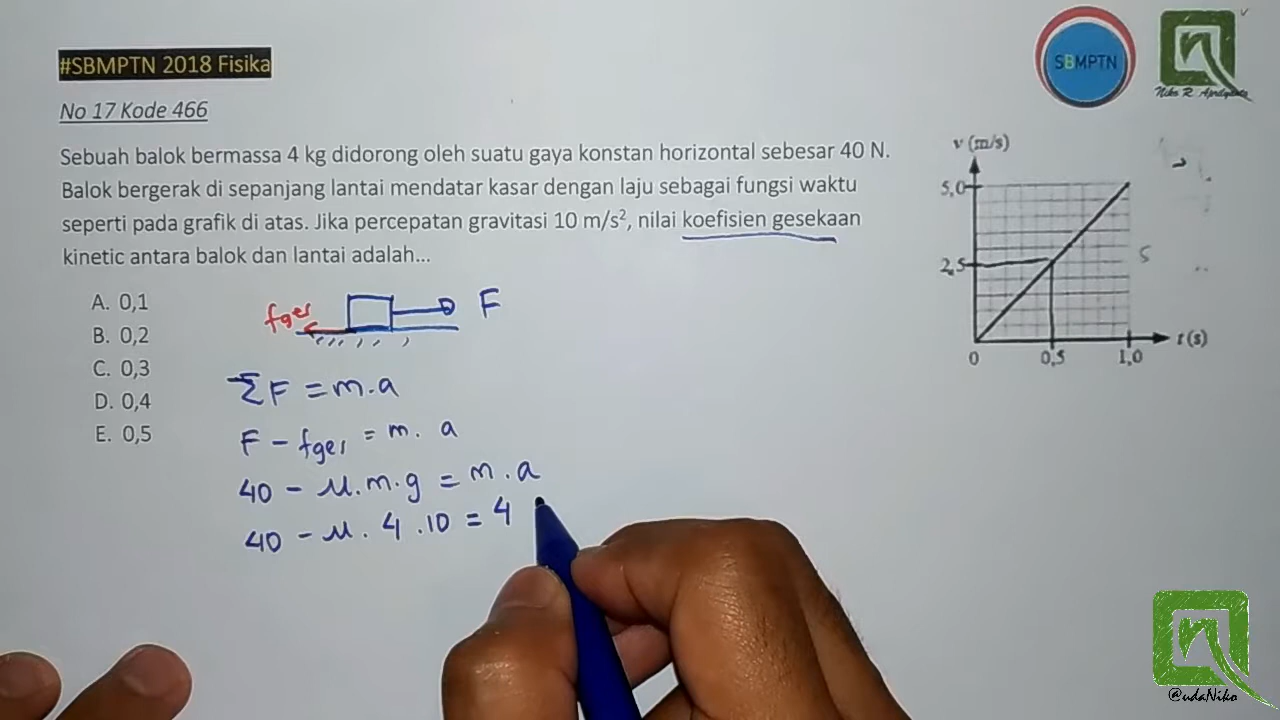 #SBMPTN 2018 Fisika
SBMPTN
Niko R. Apriyanto
No 17 Kode 466
Sebuah balok bermassa 4 kg didorong oleh suatu gaya konstan horizontal sebesar 40 N.
Balok bergerak di sepanjang lantai mendatar kasar dengan laju sebagai fungsi waktu
seperti pada grafik di atas. Jika percepatan gravitasi 10 m/s², nilai koefisien gesekaan
kinetic antara balok dan lantai adalah...
v (m/s)
5,0
2,5
0
0,5
1,0
t (s)
A. 0,1
B. 0,2
C. 0,3
D. 0,4
E. 0,5
fges
F
ΣF = m.a
F - fges = m. a
40 - μ.m.g = m.a
40 - μ. 4 .10 = 4
@udaNiko